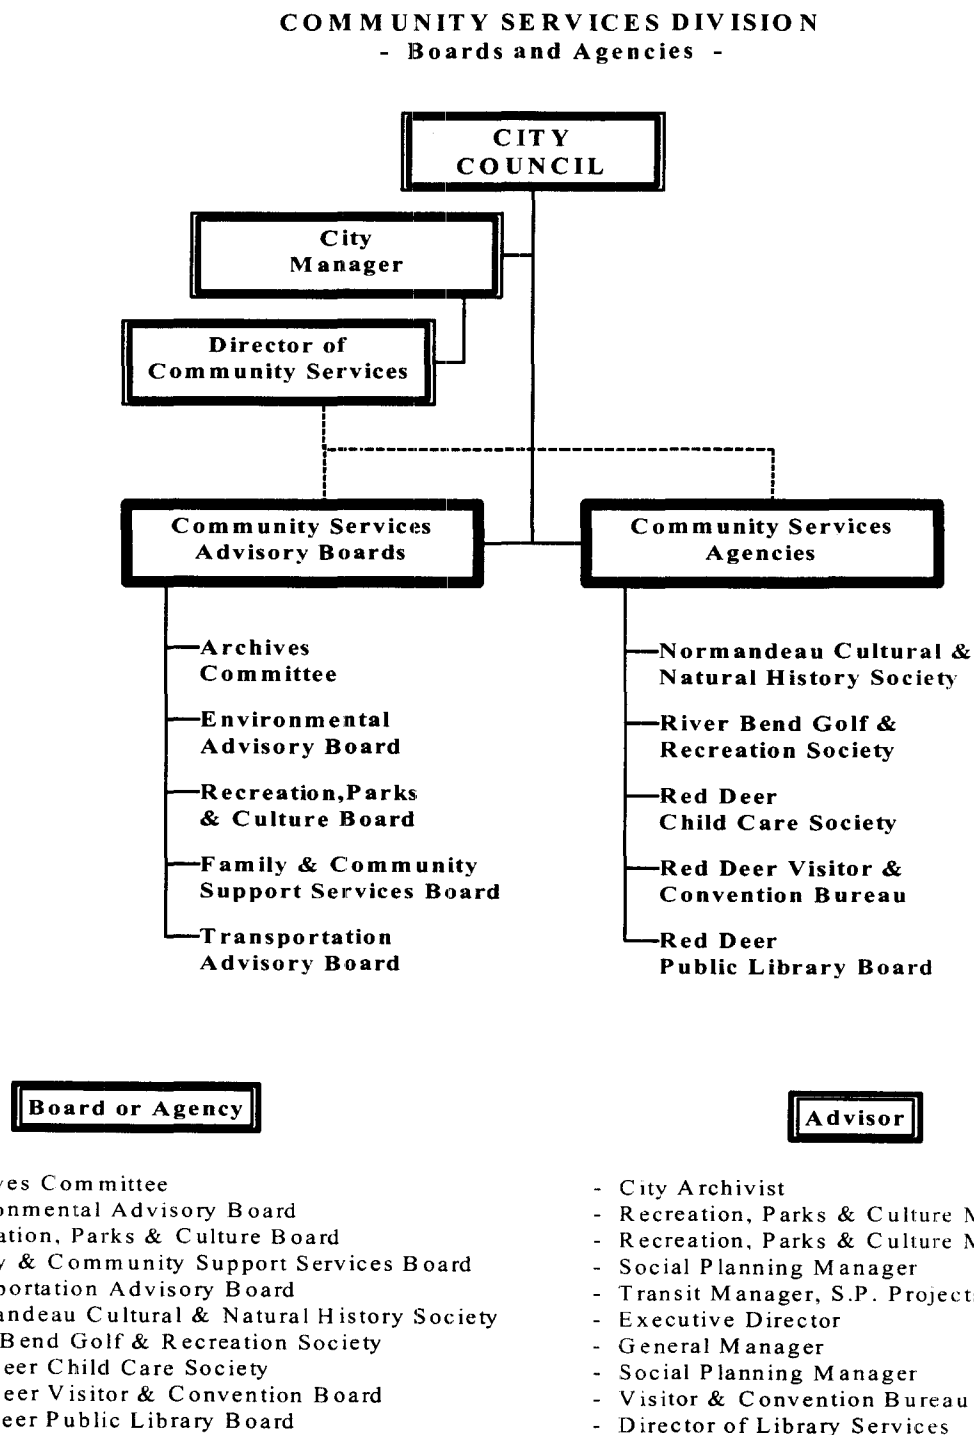 COMMUNITY SERVICES DIVISION
- Boards and Agencies -
CITY
COUNCIL
City
Manager
Director of
Community Services
Community Services
Advisory Boards
Community Services
Agencies
Archives
Committee
Environmental
Advisory Board
Recreation,Parks
& Culture Board
Family & Community
Support Services Board
Transportation
Advisory Board
Normandeau Cultural &
Natural History Society
River Bend Golf &
Recreation Society
Red Deer
Child Care Society
Red Deer Visitor &
Convention Bureau
Red Deer
Public Library Board
Board or Agency
Advisor
Committee
Advisory Board
Parks & Culture Board
& Community Support Services Board
Advisory Board
Cultural & Natural History Society
Bend Golf & Recreation Society
Child Care Society
Visitor & Convention Board
Public Library Board
- City Archivist
- Recreation, Parks & Culture
- Recreation, Parks & Culture
- Social Planning Manager
- Transit Manager, S.P.
- Executive Director
- General Manager
- Social Planning Manager
- Visitor & Convention Bureau
- Director of Library Services